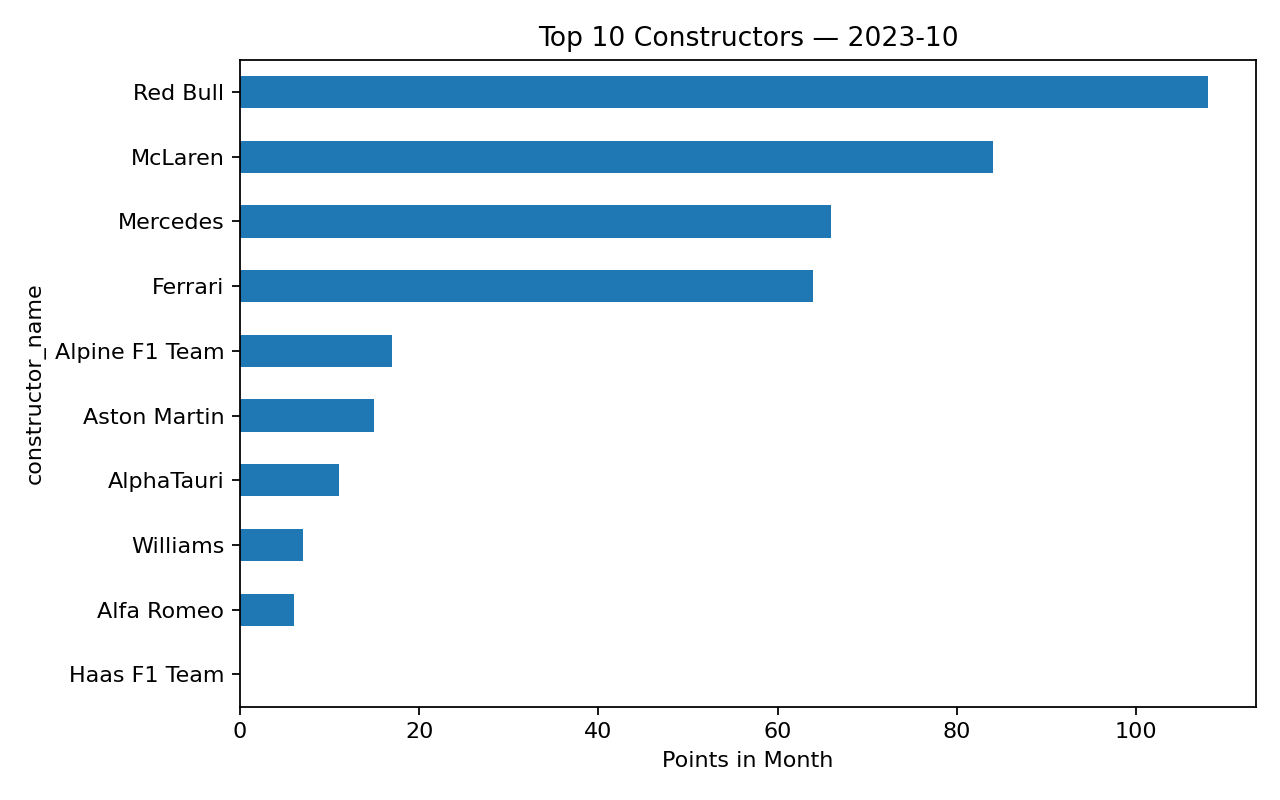 Top 10 Constructors — 2023-10
constructor_name
Red Bull
McLaren
Mercedes
Ferrari
Alpine F1 Team
Aston Martin
AlphaTauri
Williams
Alfa Romeo
Haas F1 Team
0 20 40 60 80 100
Points in Month